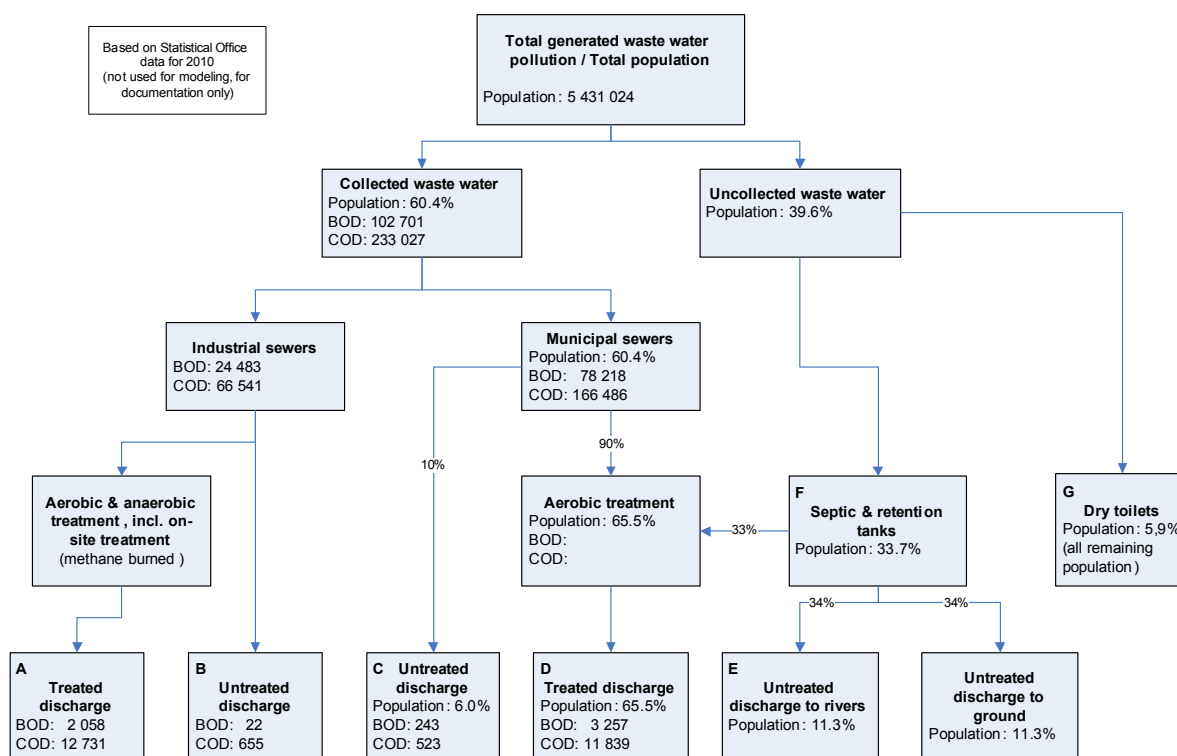 Based on Statistical Office
data for 2010
(not used for modeling, for
documentation only)
Total generated waste water
pollution / Total population
Population: 5 431 024
Collected waste water
Population: 60.4%
BOD: 102 701
COD: 233 027
Uncollected waste water
Population: 39.6%
Industrial sewers
BOD: 24 483
COD: 66 541
Municipal sewers
Population: 60.4%
BOD: 78 218
COD: 166 486
90%
10%
Aerobic & anaerobic
treatment , incl. on-
site treatment
(methane burned )
Aerobic treatment
Population: 65.5%
BOD:
COD:
33%
F
Septic & retention
tanks
Population: 33.7%
G
Dry toilets
Population: 5,9%
(all remaining
population )
34%
34%
A
Treated
discharge
BOD: 2 058
COD: 12 731
B
Untreated
discharge
BOD: 22
COD: 655
C
Untreated
discharge
Population: 6.0%
BOD: 243
COD: 523
D
Treated discharge
Population: 65.5%
BOD: 3 257
COD: 11 839
E
Untreated
discharge to rivers
Population: 11.3%
Untreated
discharge to
ground
Population: 11.3%